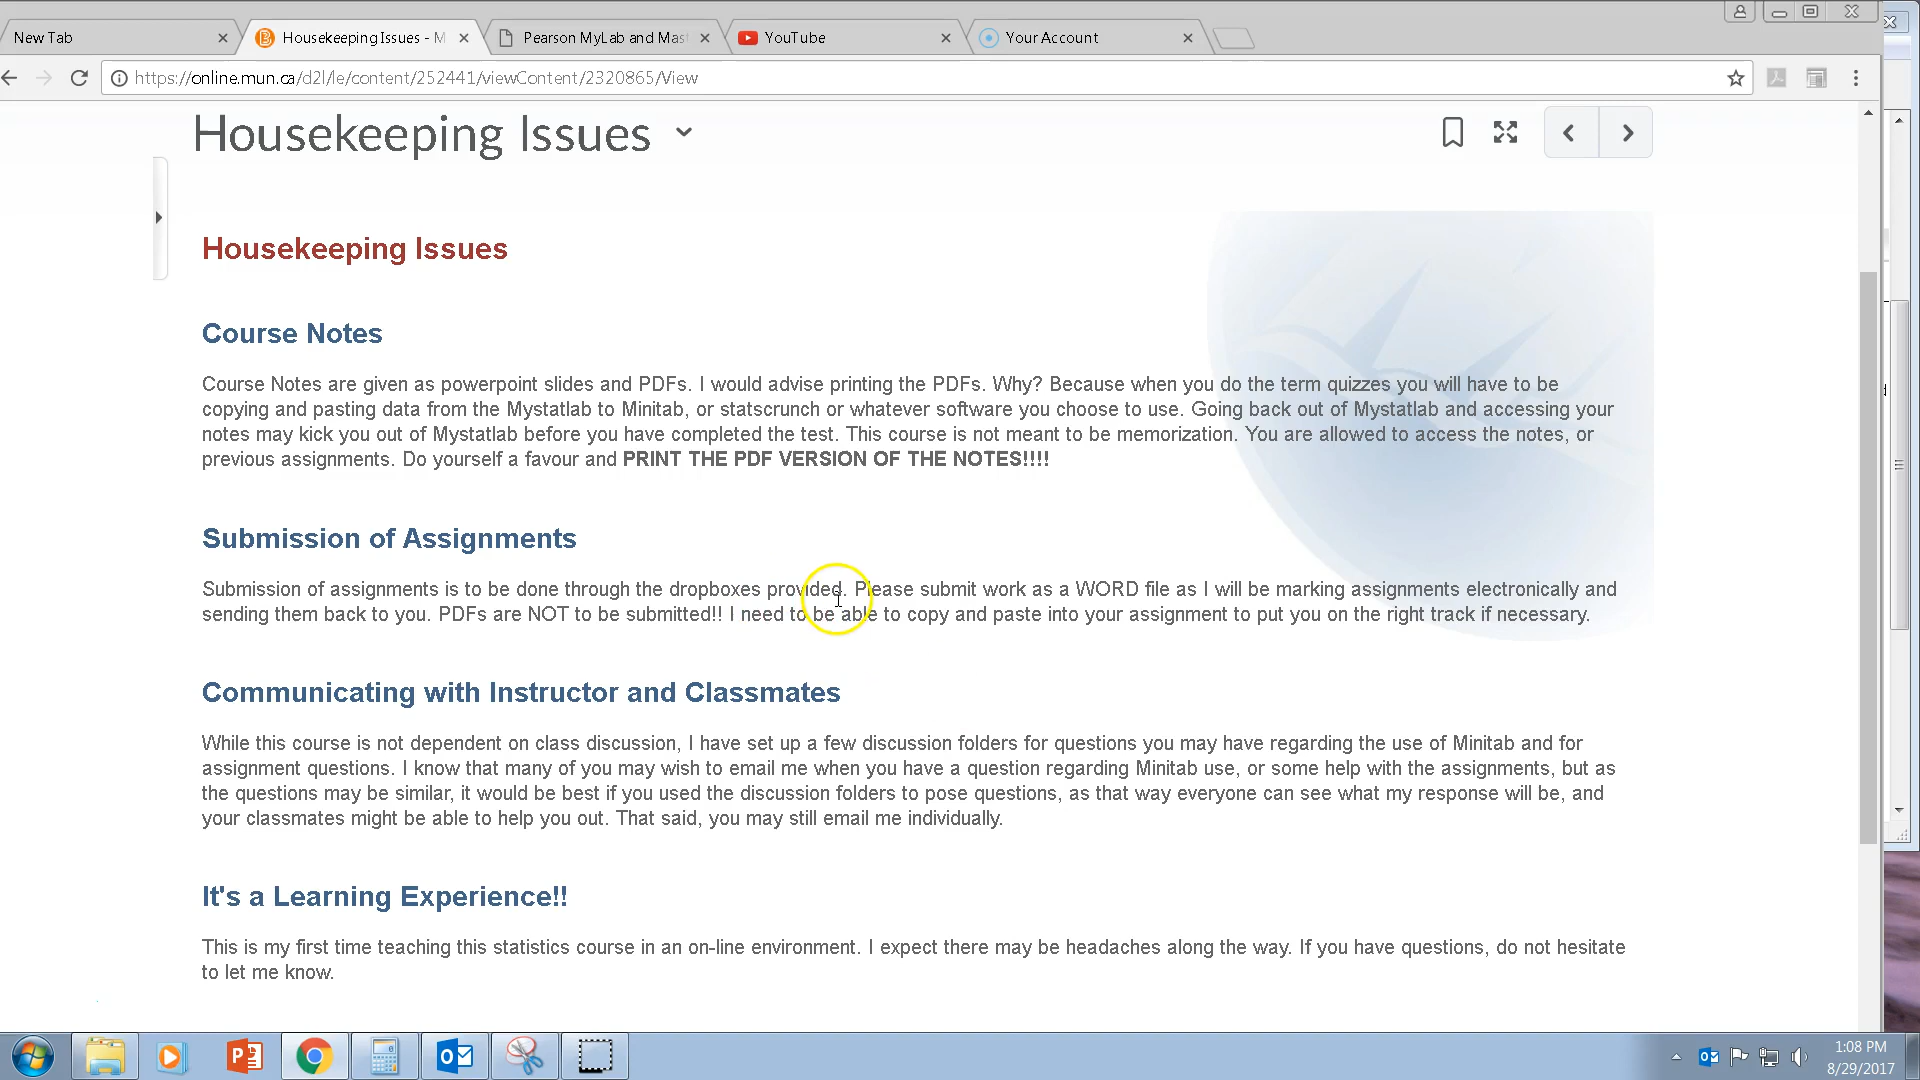 New Tab
Housekeeping Issues - M
Pearson MyLab and Mas
YouTube
Your Account
https://online.mun.ca/d2l/le/content/252441/viewContent/2320865/View
Housekeeping Issues
Housekeeping Issues
Course Notes
Course Notes are given as powerpoint slides and PDFs. I would advise printing the PDFs. Why? Because when you do the term quizzes you will have to be
copying and pasting data from the Mystatlab to Minitab, or statscrunch or whatever software you choose to use. Going back out of Mystatlab and accessing your
notes may kick you out of Mystatlab before you have completed the test. This course is not meant to be memorization. You are allowed to access the notes, or
previous assignments. Do yourself a favour and PRINT THE PDF VERSION OF THE NOTES!!!!
Submission of Assignments
Submission of assignments is to be done through the dropboxes provided. Please submit work as a WORD file as I will be marking assignments electronically and
sending them back to you. PDFs are NOT to be submitted!! I need to be able to copy and paste into your assignment to put you on the right track if necessary.
Communicating with Instructor and Classmates
While this course is not dependent on class discussion, I have set up a few discussion folders for questions you may have regarding the use of Minitab and for
assignment questions. I know that many of you may wish to email me when you have a question regarding Minitab use, or some help with the assignments, but as
the questions may be similar, it would be best if you used the discussion folders to pose questions, as that way everyone can see what my response will be, and
your classmates might be able to help you out. That said, you may still email me individually.
It's a Learning Experience!!
This is my first time teaching this statistics course in an on-line environment. I expect there may be headaches along the way. If you have questions, do not hesitate
to let me know.
1:08 PM
8/29/2017